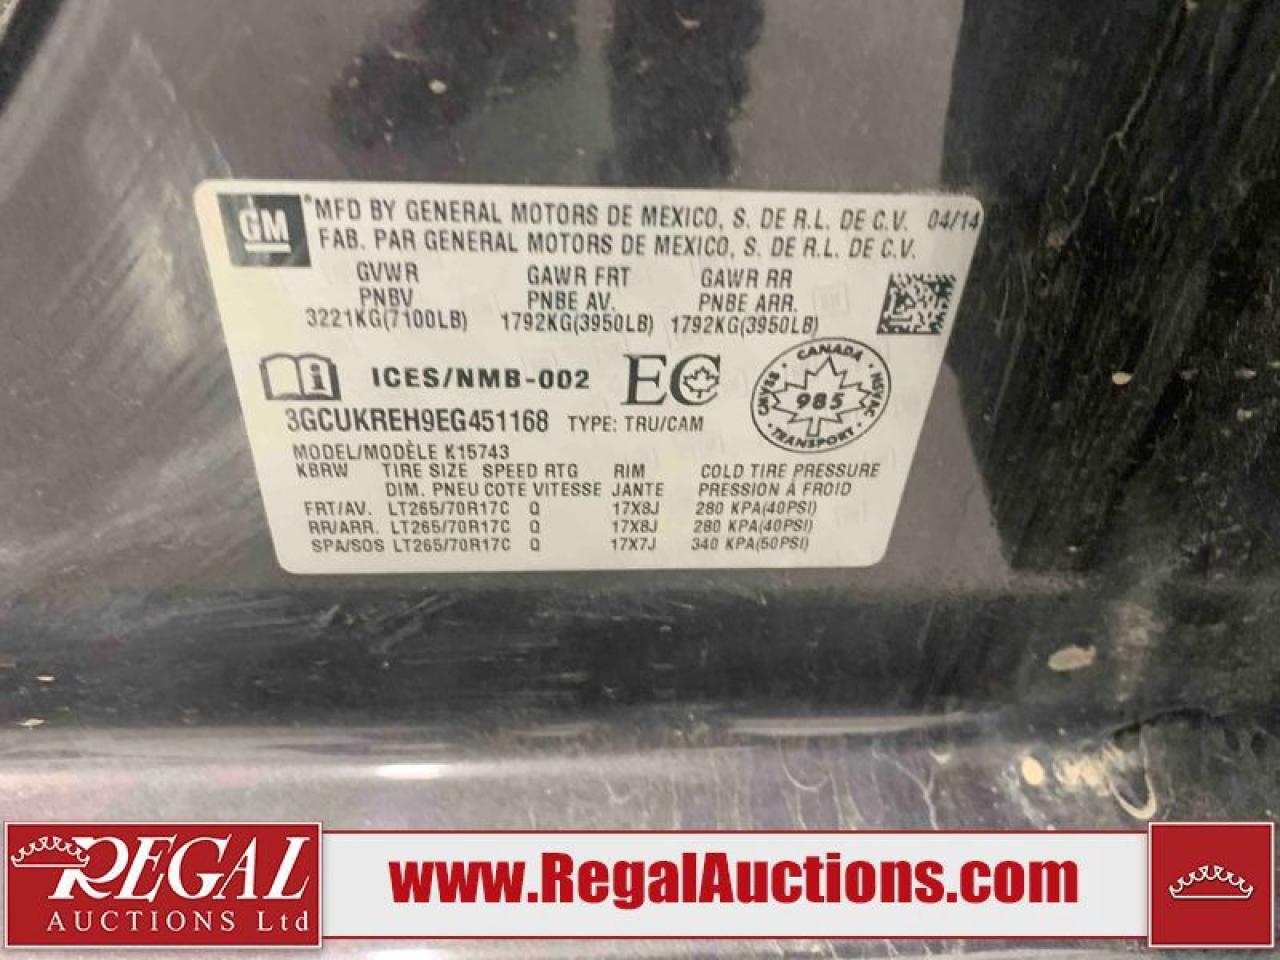 GM ® MFD BY GENERAL MOTORS DE MEXICO, S. DE R.L. DE C.V. 04/14
FAB. PAR GENERAL MOTORS DE MEXICO, S. DE R.L. DE C.V.
GVWR GAWR FRT GAWR RR
PNBV PNBE AV. PNBE ARR.
3221KG(7100LB) 1792KG(3950LB) 1792KG(3950LB)
i ICES/NMB-002 EC
CANADA
985
TRANSPORT
3GCUKREH9EG451168 TYPE: TRU/CAM
MODEL/MODÈLE K15743
KBRW TIRE SIZE SPEED RTG RIM COLD TIRE PRESSURE
DIM. PNEU COTE VITESSE JANTE PRESSION À FROID
FRT/AV. LT265/70R17C Q 17X8J 280 KPA(40PSI)
RR/ARR. LT265/70R17C Q 17X8J 280 KPA(40PSI)
SPA/SOS LT265/70R17C Q 17X7J 340 KPA(50PSI)
REGAL
AUCTIONS Ltd
www.RegalAuctions.com